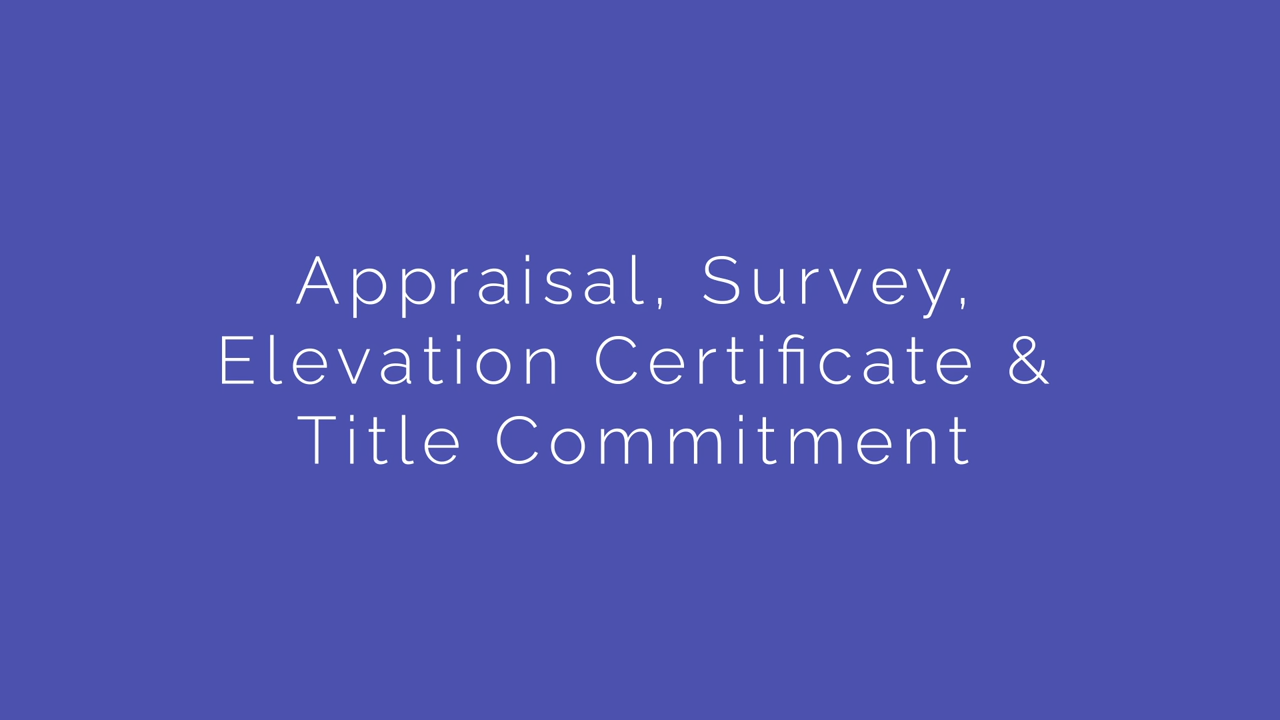 Appraisal, Survey,
Elevation Certificate &
Title Commitment